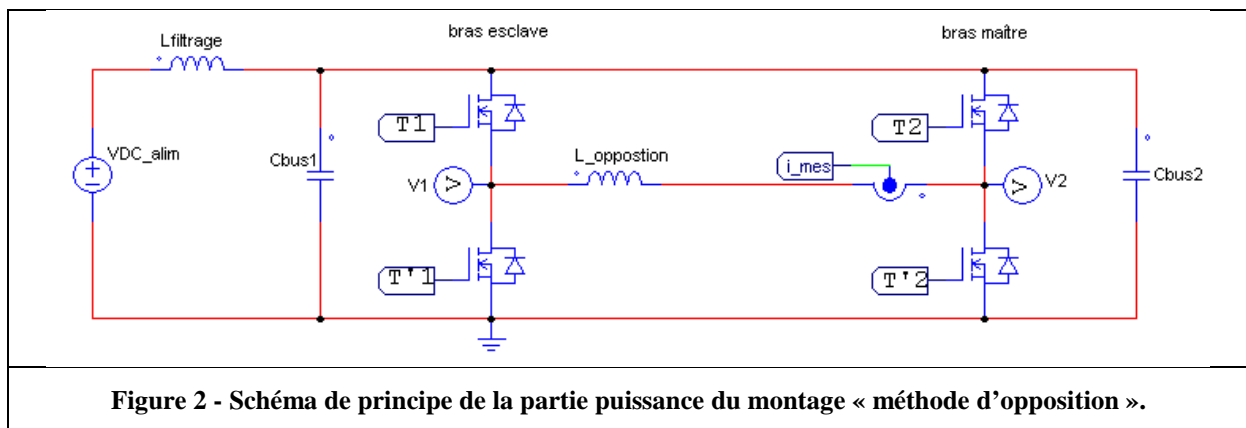 bras esclave
bras maître
Lfiltrage
T1
T2
VDC_alim
Cbus1
L_oppostion
i_mes
V1
V2
Cbus2
T'1
T'2
Figure 2 - Schéma de principe de la partie puissance du montage « méthode d'opposition ».